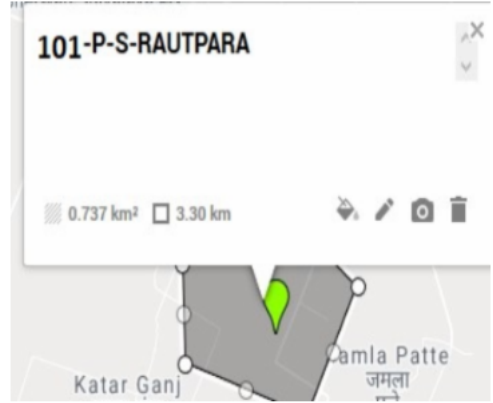 101-P-S-RAUTPARA
0.737 km² 3.30 km
amla Patte
जमला
Katar Ganj